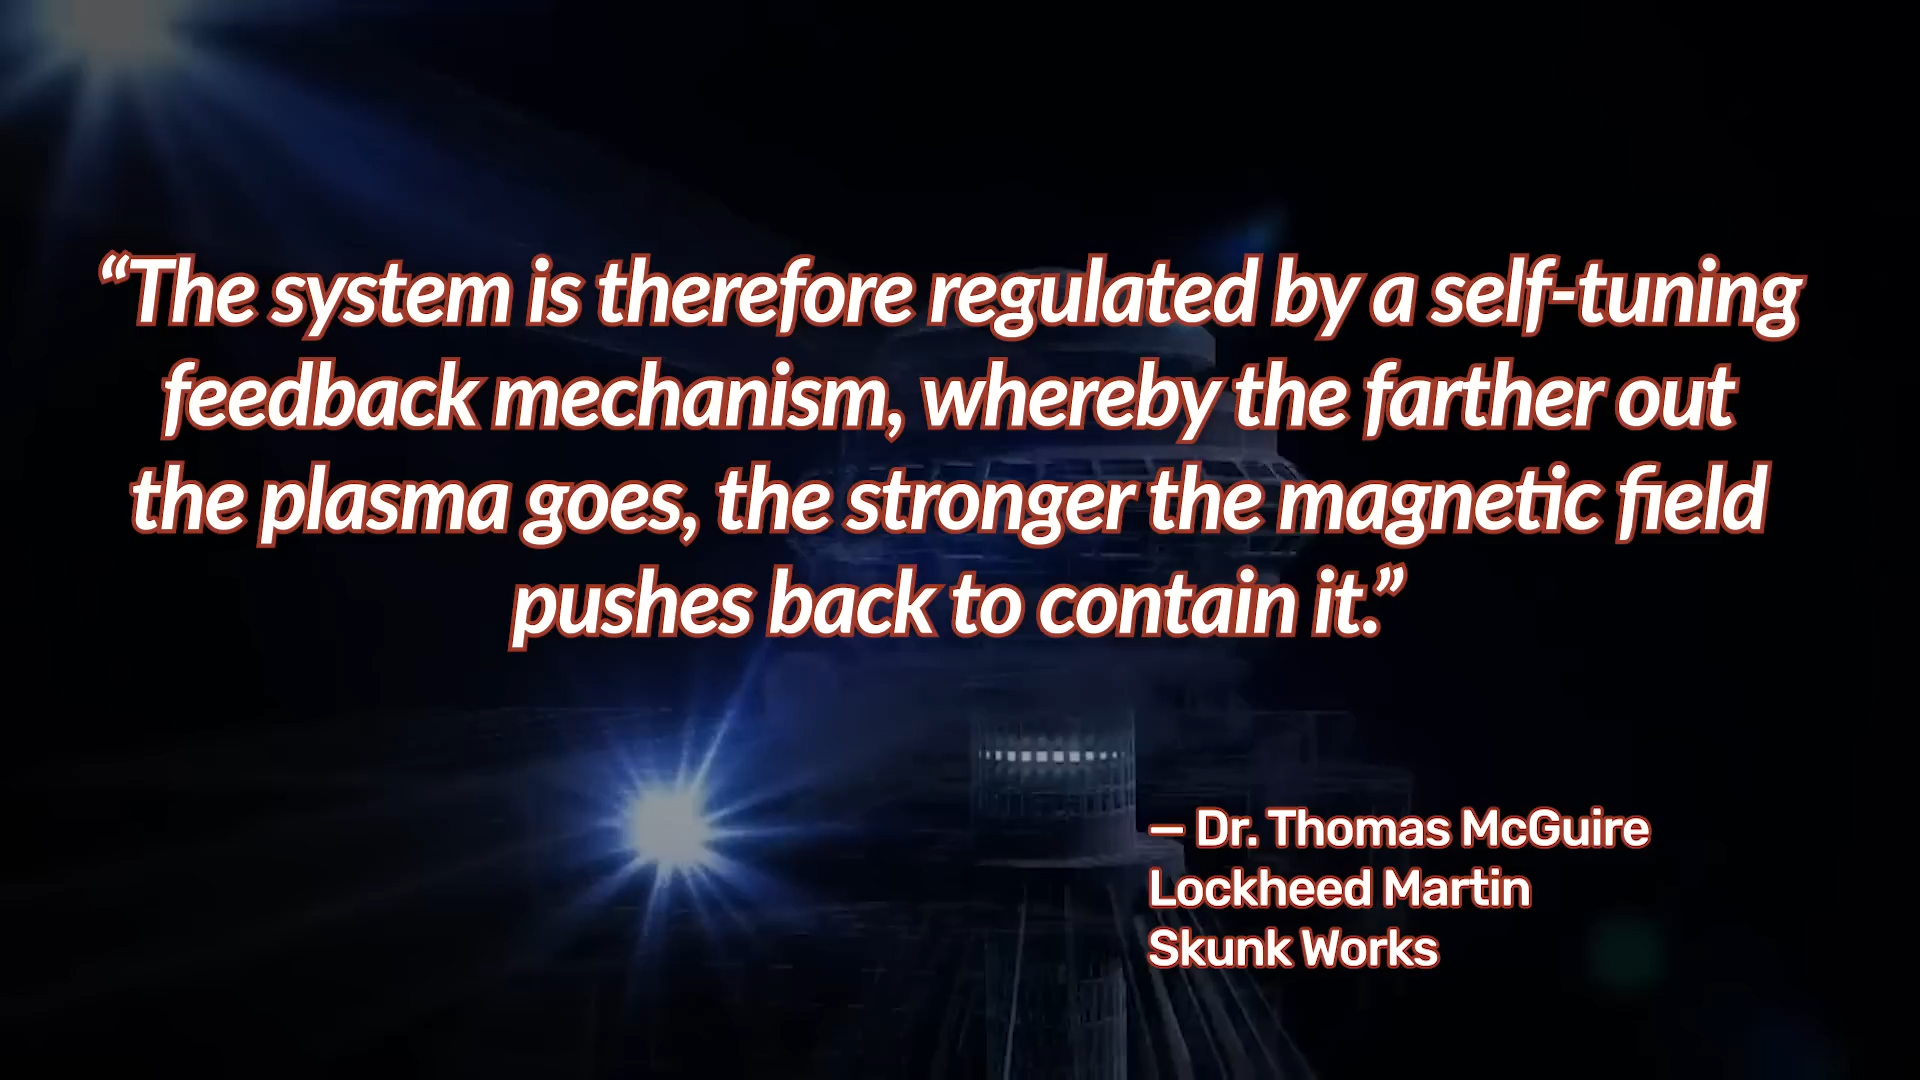 “The system is therefore regulated by a self-tuning
feedback mechanism, whereby the farther out
the plasma goes, the stronger the magnetic field
pushes back to contain it.”
– Dr. Thomas McGuire
Lockheed Martin
Skunk Works